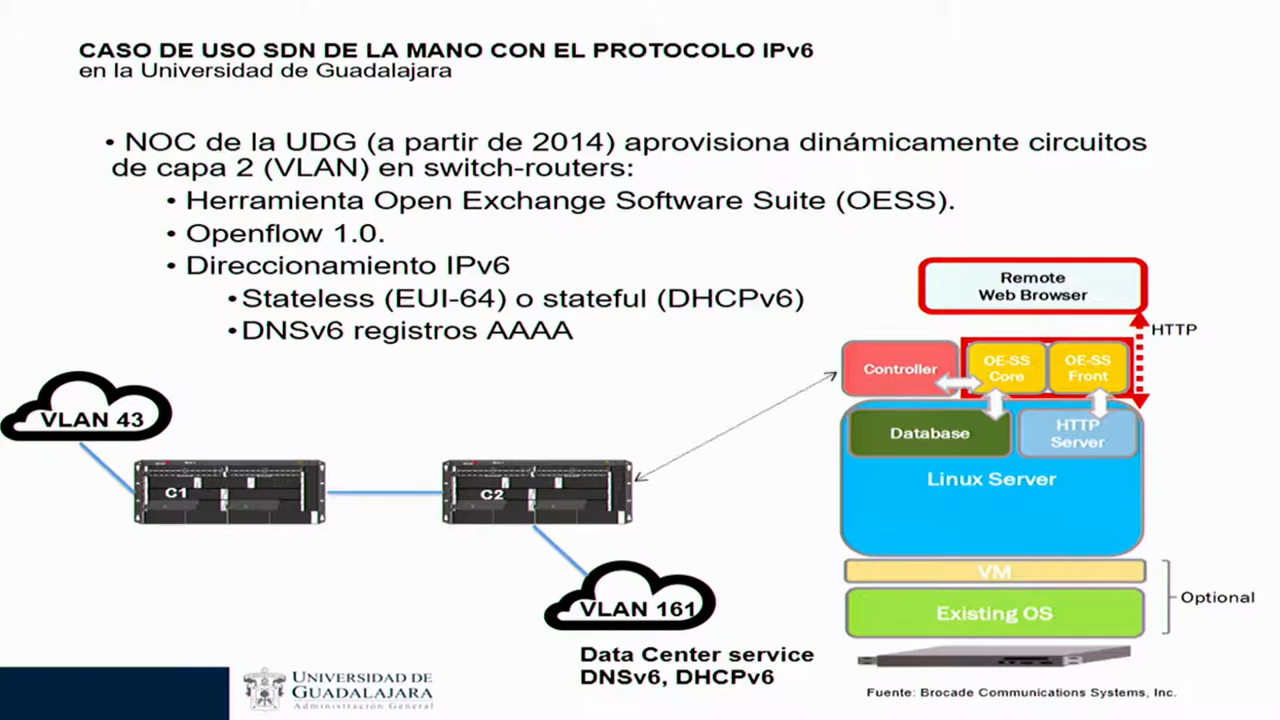 CASO DE USO SDN DE LA MANO CON EL PROTOCOLO IPv6
en la Universidad de Guadalajara
• NOC de la UDG (a partir de 2014) aprovisiona dinámicamente circuitos
de capa 2 (VLAN) en switch-routers:
• Herramienta Open Exchange Software Suite (OESS).
• Openflow 1.0.
• Direccionamiento IPv6
• Stateless (EUI-64) o stateful (DHCPv6)
• DNSv6 registros AAAA
Remote
Web Browser
HTTP
Controller
OE-SS
Core
OE-SS
Front
Database
HTTP
Server
Linux Server
VM
Existing OS
Optional
VLAN 43
C1
C2
VLAN 161
Data Center service
DNSv6, DHCPv6
UNIVERSIDAD DE
GUADALAJARA
Administración General
Fuente: Brocade Communications Systems, Inc.